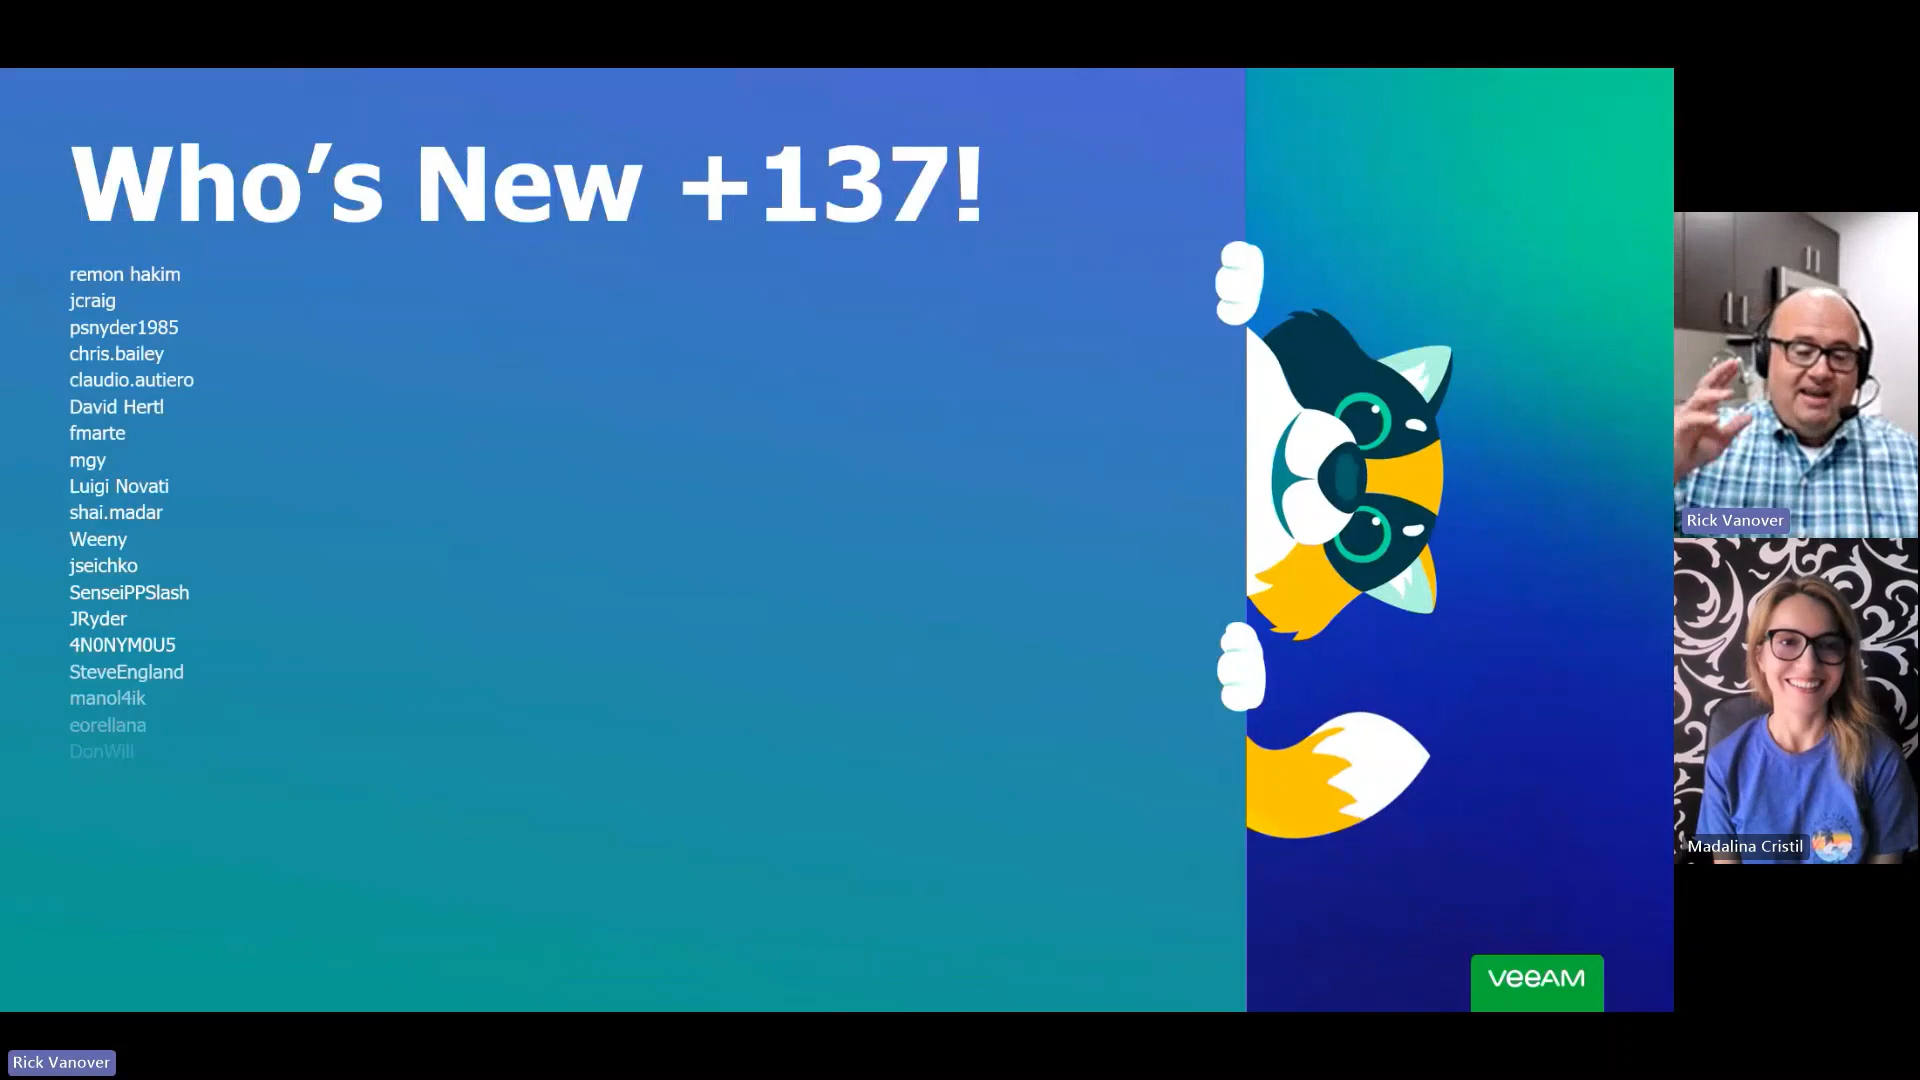 Who's New +137!
remon hakim
jcraig
psnyder1985
chris.bailey
claudio.autiero
David Hertl
fmarte
mgy
Luigi Novati
shai.madar
Weeny
jseichko
SenseiPPSlash
JRyder
4N0NYM0U5
SteveEngland
manol4ik
eorellana
DonWill
veeAM
Rick Vanover
Madalina Cristil
Rick Vanover